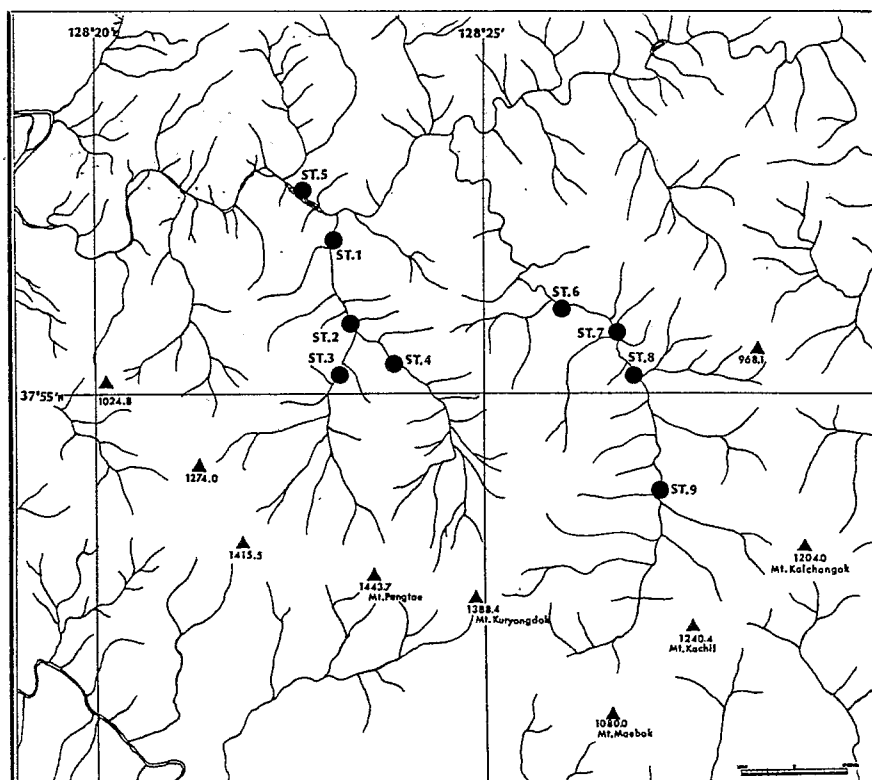 128°20'E
128°25'
ST.5
ST.1
ST.6
ST.2
ST.7
ST.3
ST.4
ST.8
968.1
37°55'N
1024.8
1274.0
ST.9
1415.5
1204.0
Mt.Kalchangok
1443.7
Mt.Pangtae
1388.4
Mt.Kuryongdok
1240.4
Mt.Kachil
1080.0
Mt.Maebok